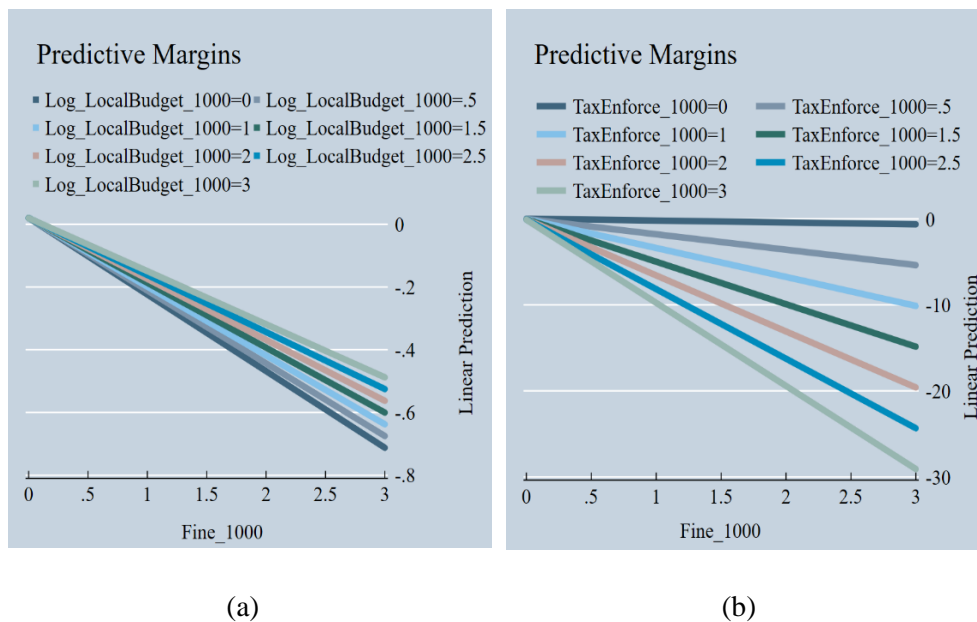 Predictive Margins
Log_LocalBudget_1000=0 Log_LocalBudget_1000=.5
Log_LocalBudget_1000=1 Log_LocalBudget_1000=1.5
Log_LocalBudget_1000=2 Log_LocalBudget_1000=2.5
Log_LocalBudget_1000=3
0
-.2
-.4
-.6
-.8
Linear Prediction
0 .5 1 1.5 2 2.5 3
Fine_1000
(a)
Predictive Margins
TaxEnforce_1000=0 TaxEnforce_1000=.5
TaxEnforce_1000=1 TaxEnforce_1000=1.5
TaxEnforce_1000=2 TaxEnforce_1000=2.5
TaxEnforce_1000=3
0
-10
-20
-30
Linear Prediction
0 .5 1 1.5 2 2.5 3
Fine_1000
(b)